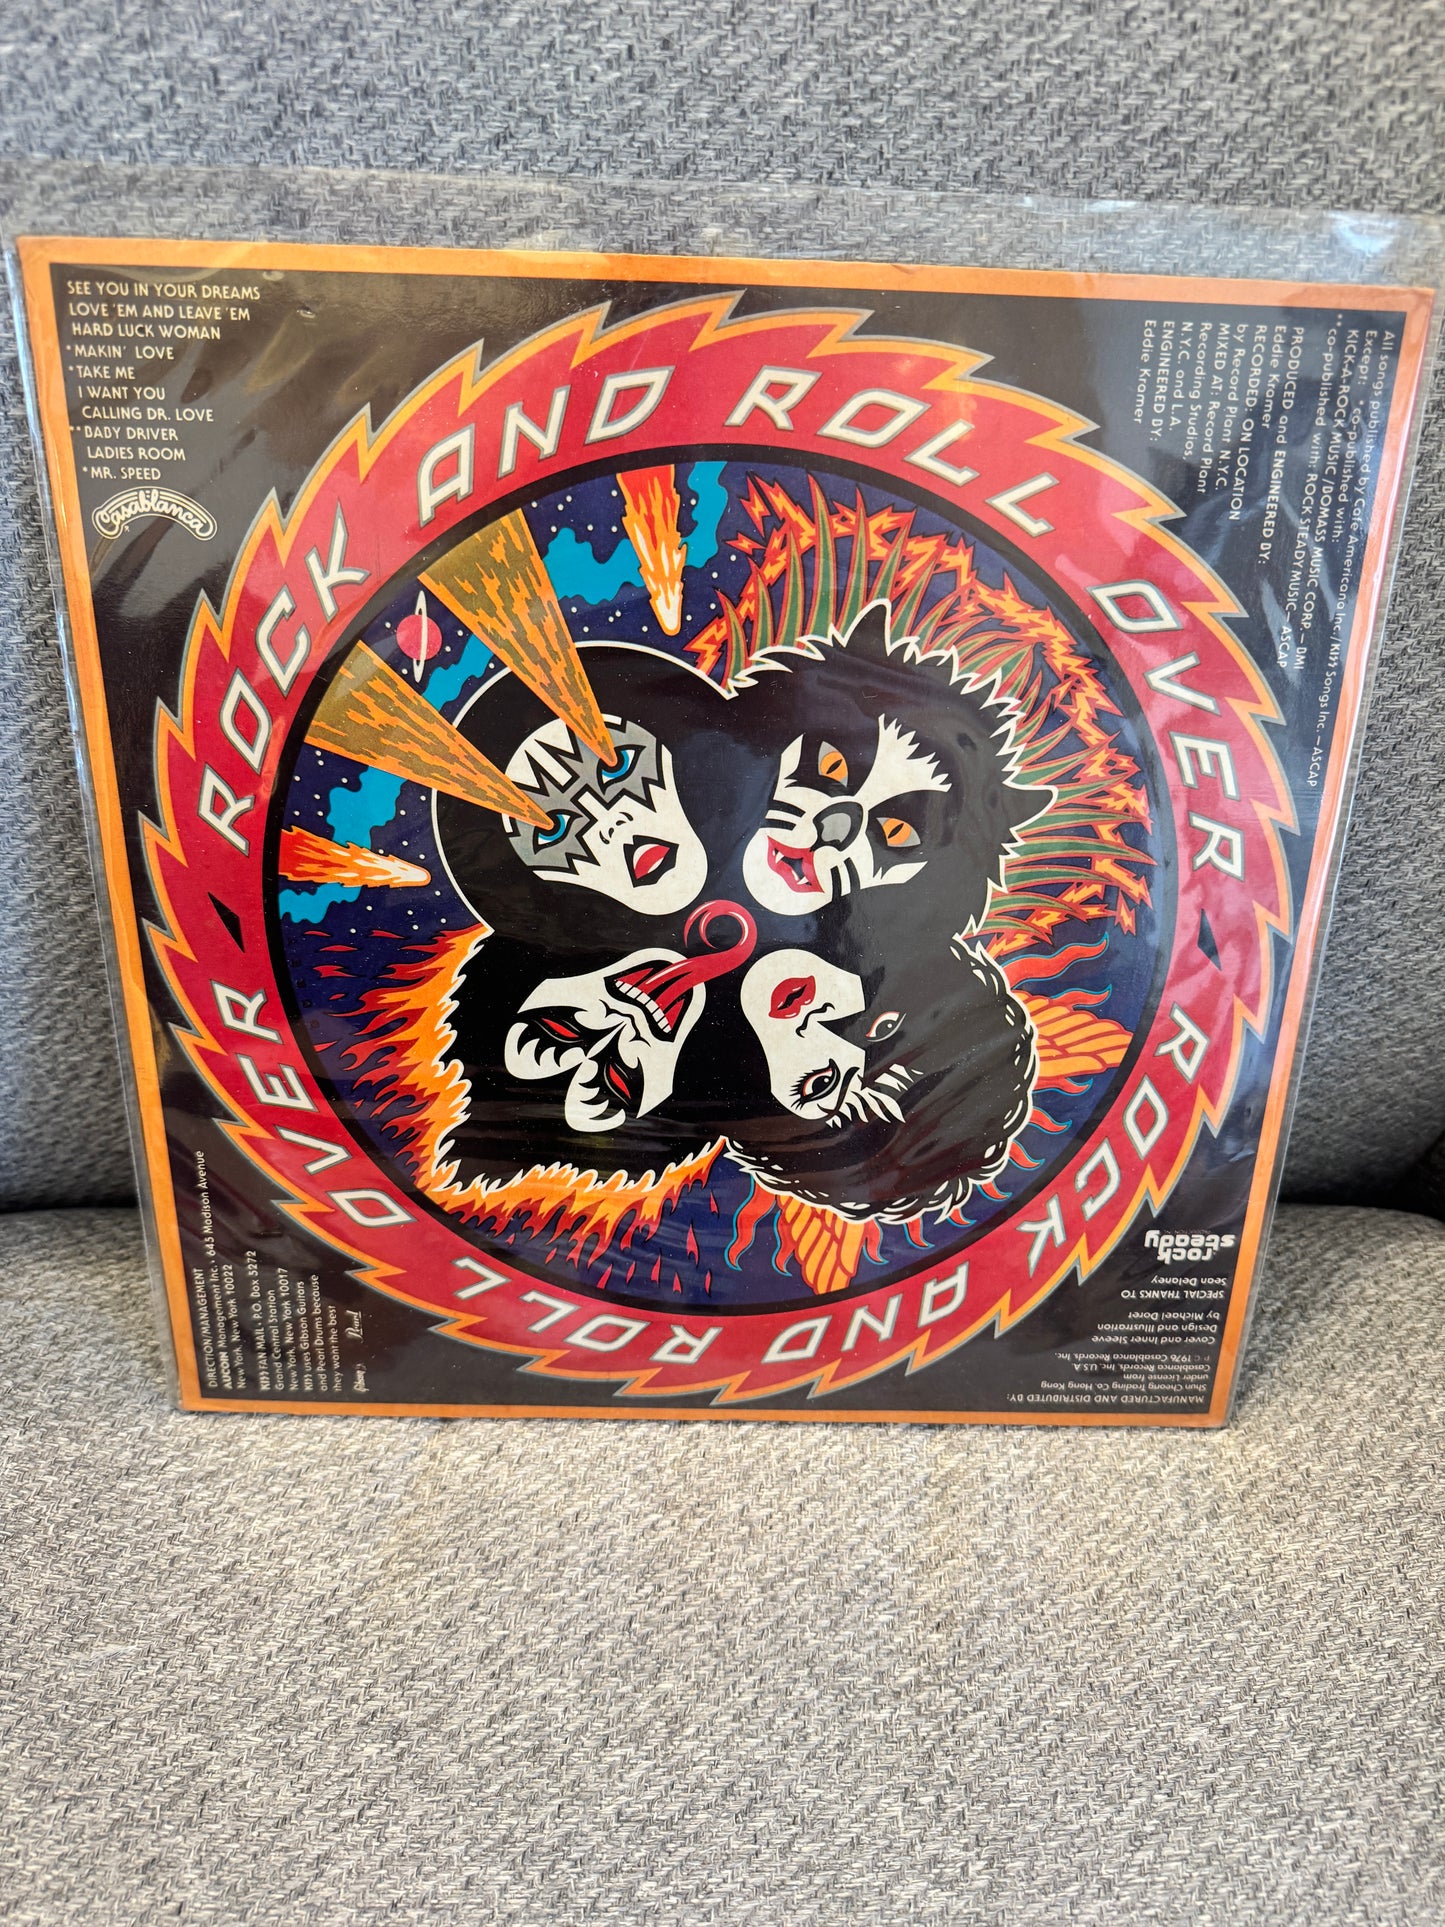 SEE YOU IN YOUR DREAMS
LOVE 'EM AND LEAVE 'EM
HARD LUCK WOMAN
*MAKIN' LOVE
*TAKE ME
I WANT YOU
CALLING DR. LOVE
**BABY DRIVER
LADIES ROOM
*MR. SPEED
Casablanca
ROCK AND ROLL OVER
ROCK AND ROLL OVER
All songs published by Cafe Americana Inc/KISS Songs Inc.—ASCAP
Except: *co-published with:
KICK-A-ROCK MUSIC/DOMASS MUSIC CORP. BMI
**co-published with: ROCK STEADY MUSIC—ASCAP
PRODUCED and ENGINEERED BY:
Eddie Kramer
RECORDED: ON LOCATION
by Record Plant N.Y.C.
MIXED AT: Record Plant
Recording Studios,
N.Y.C. and L.A.
ENGINEERED BY:
Eddie Kramer
rock
steady
SPECIAL THANKS TO
Sean Delaney
Cover and Inner Sleeve
Design and Illustration
by Michael Doret
MANUFACTURED AND DISTRIBUTED BY:
Shun Cheong Trading Co. Hong Kong
under License from
Casablanca Records, Inc. U.S.A.
℗ © 1976 Casablanca Records, Inc.
DIRECTION/MANAGEMENT
AUCOIN Management Inc. • 645 Madison Avenue
New York, New York 10022
KISS FAN MAIL • P.O. Box 5272
Grand Central Station
New York, New York 10017
KISS uses Gibson Guitars
and Pearl Drums because
they want the best
Gibson Pearl